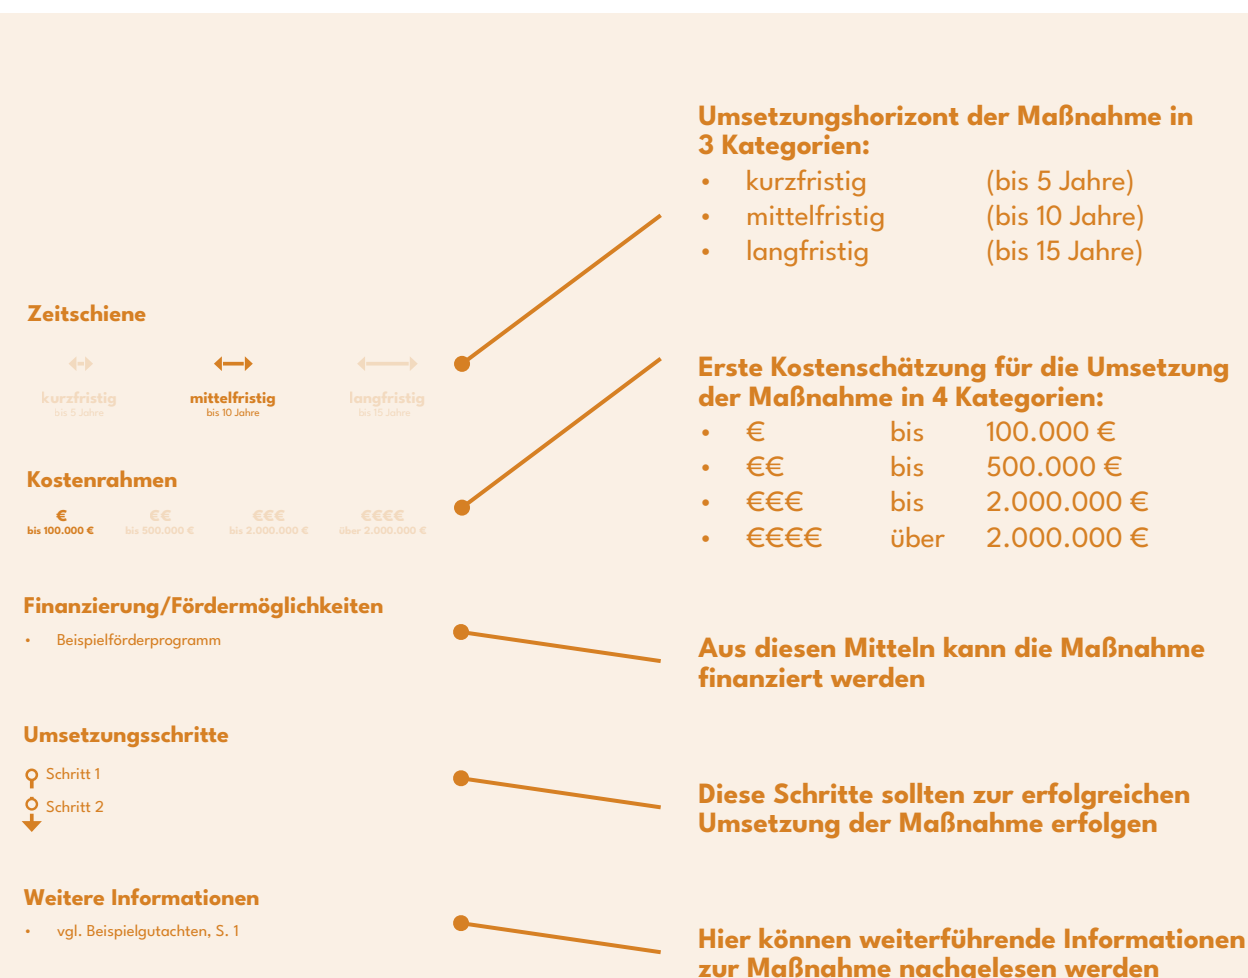 Umsetzungshorizont der Maßnahme in
3 Kategorien:
• kurzfristig (bis 5 Jahre)
• mittelfristig (bis 10 Jahre)
• langfristig (bis 15 Jahre)
Zeitschiene
kurzfristig mittelfristig langfristig
bis 5 Jahre bis 10 Jahre bis 15 Jahre
Erste Kostenschätzung für die Umsetzung
der Maßnahme in 4 Kategorien:
• € bis 100.000 €
• €€ bis 500.000 €
• €€€ bis 2.000.000 €
• €€€€ über 2.000.000 €
Kostenrahmen
€ €€ €€€ €€€€
bis 100.000 € bis 500.000 € bis 2.000.000 € über 2.000.000 €
Finanzierung/Fördermöglichkeiten
• Beispielförderprogramm
Aus diesen Mitteln kann die Maßnahme
finanziert werden
Umsetzungsschritte
Schritt 1
Schritt 2
Diese Schritte sollten zur erfolgreichen
Umsetzung der Maßnahme erfolgen
Weitere Informationen
• vgl. Beispielgutachten, S. 1
Hier können weiterführende Informationen
zur Maßnahme nachgelesen werden